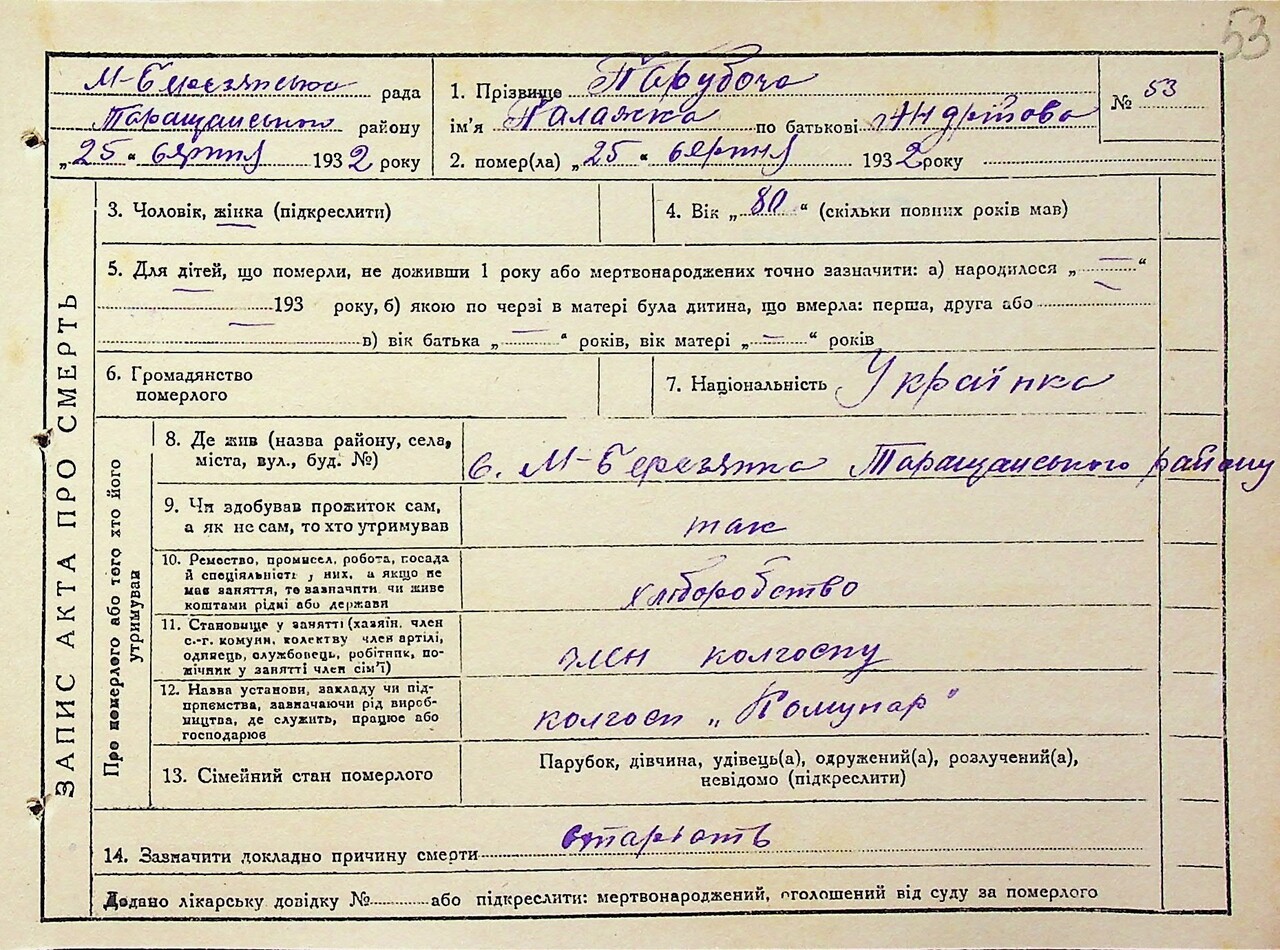 53
М-Березянська рада
Таращанського району
„25“ серпня 1932 року
1. Прізвище Парубоча
ім'я Палажка по батькові Андріїова
№ 53
2. помер(ла) „25“ серпня 1932 року
ЗАПИС АКТА ПРО СМЕРТЬ
3. Чоловік, жінка (підкреслити)
4. Вік „80“ (скільки повних років мав)
5. Для дітей, що померли, не доживши 1 року або мертвонароджених точно зазначити: а) народилося „—“
193 року, б) якою по черзі в матері була дитина, що вмерла: перша, друга або
в) вік батька „—“ років, вік матері „—“ років
6. Громадянство
померлого
7. Національність Українка
Про померлого або того хто його
утримував
8. Де жив (назва району, села,
міста, вул., буд. №)
с. М-Березянка Таращанського району
9. Чи здобував прожиток сам,
а як не сам, то хто утримував
так
10. Ремество, промисел, робота, посада
й спеціяльність у них, а якщо не
мав заняття, то зазначити чи живе
коштами рідні або держави
хліборобство
11. Становище у занятті (хазяїн, член
с.-г. комуни, колективу член артілі,
одинець, службовець, робітник, по-
мічник у занятті член сім'ї)
член колгоспу
12. Назва установи, закладу чи під-
приємства, зазначаючи рід вироб-
ництва, де служить, працює або
господарює
колгосп „Комунар"
13. Сімейний стан померлого
Парубок, дівчина, удівець(а), одружений(а), розлучений(а),
невідомо (підкреслити)
14. Зазначити докладно причину смерти старість
Додано лікарську довідку № або підкреслити: мертвонароджений, оголошений від суду за померлого